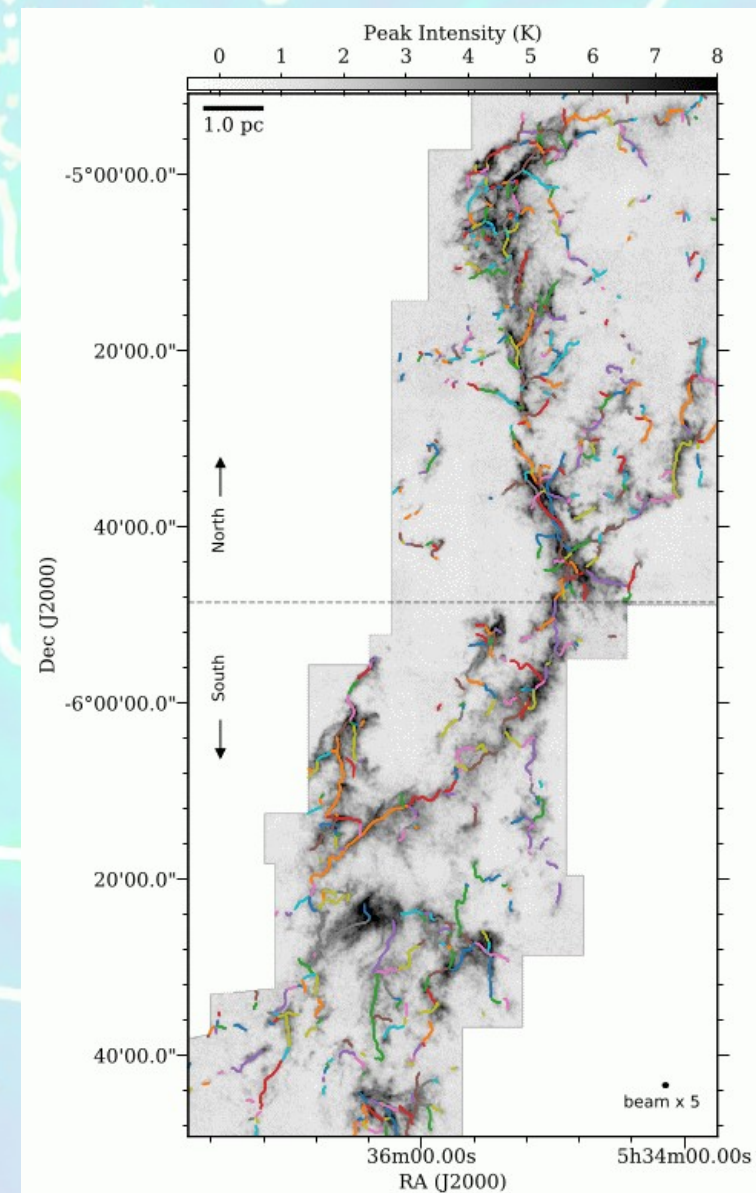 Peak Intensity (K)
0 1 2 3 4 5 6 7 8
1.0 pc
-5°00'00.0"
20'00.0"
North
40'00.0"
Dec (J2000)
South
-6°00'00.0"
20'00.0"
40'00.0"
beam x 5
36m00.00s 5h34m00.00s
RA (J2000)